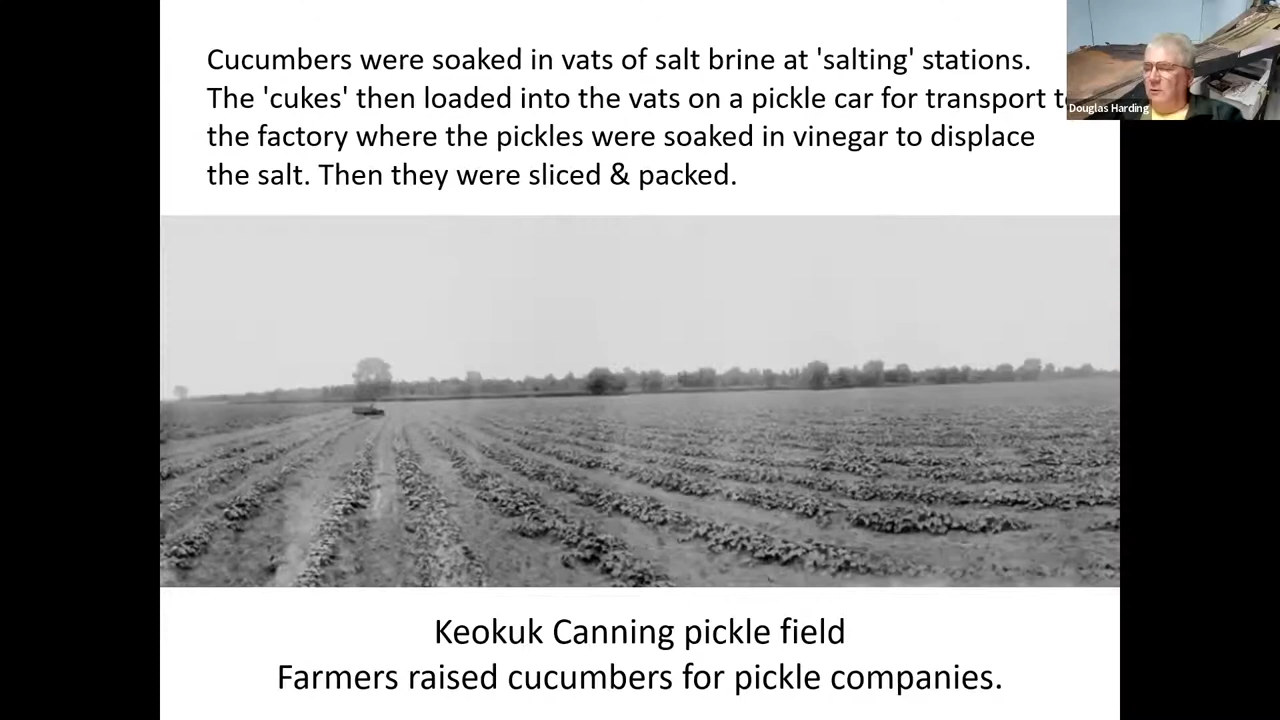 Cucumbers were soaked in vats of salt brine at 'salting' stations.
The 'cukes' then loaded into the vats on a pickle car for transport
the factory where the pickles were soaked in vinegar to displace
the salt. Then they were sliced & packed.
Douglas Harding
Keokuk Canning pickle field
Farmers raised cucumbers for pickle companies.